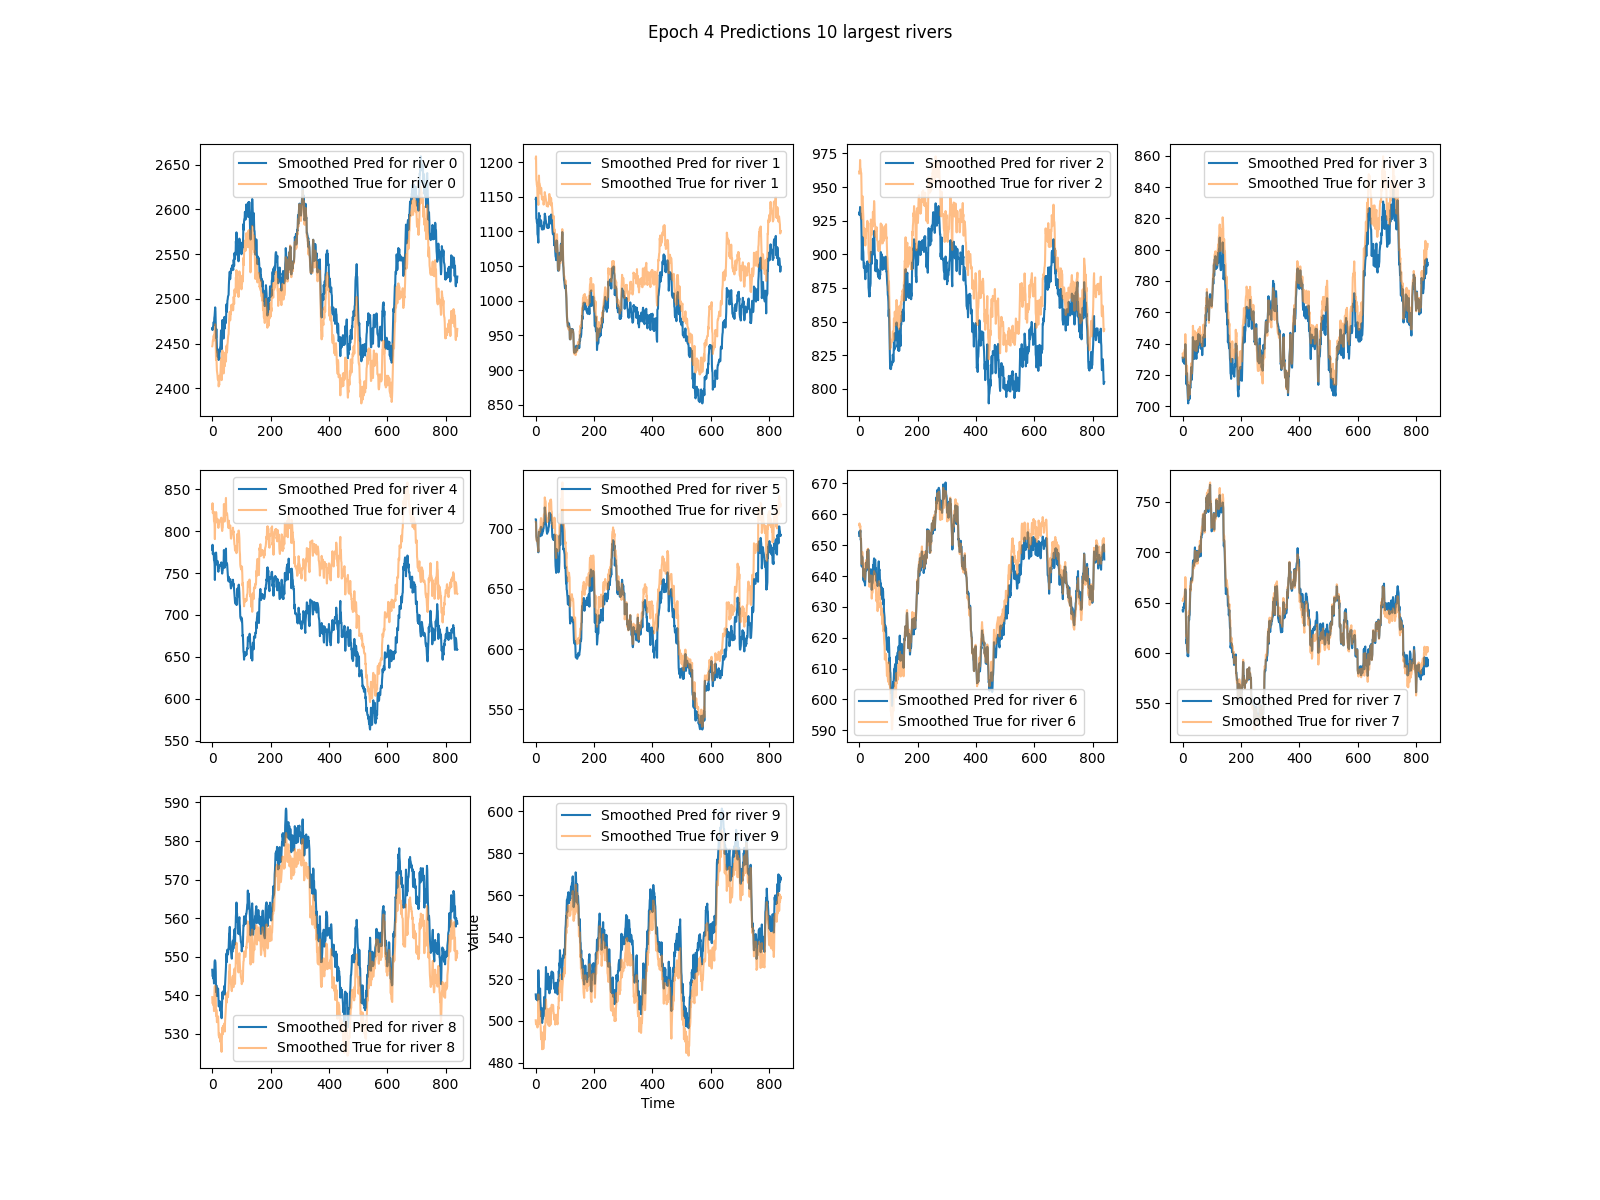 Epoch 4 Predictions 10 largest rivers
Smoothed Pred for river 0
Smoothed True for river 0
2650
2600
2550
2500
2450
2400
0 200 400 600 800
Smoothed Pred for river 1
Smoothed True for river 1
1200
1150
1100
1050
1000
950
900
850
0 200 400 600 800
Smoothed Pred for river 2
Smoothed True for river 2
975
950
925
900
875
850
825
800
0 200 400 600 800
Smoothed Pred for river 3
Smoothed True for river 3
860
840
820
800
780
760
740
720
700
0 200 400 600 800
Smoothed Pred for river 4
Smoothed True for river 4
850
800
750
700
650
600
550
0 200 400 600 800
Smoothed Pred for river 5
Smoothed True for river 5
700
650
600
550
0 200 400 600 800
670
660
650
640
630
620
610
600
590
Smoothed Pred for river 6
Smoothed True for river 6
0 200 400 600 800
750
700
650
600
550
Smoothed Pred for river 7
Smoothed True for river 7
0 200 400 600 800
590
580
570
560
550
540
530
Smoothed Pred for river 8
Smoothed True for river 8
0 200 400 600 800
Value
Smoothed Pred for river 9
Smoothed True for river 9
600
580
560
540
520
500
480
0 200 400 600 800
Time